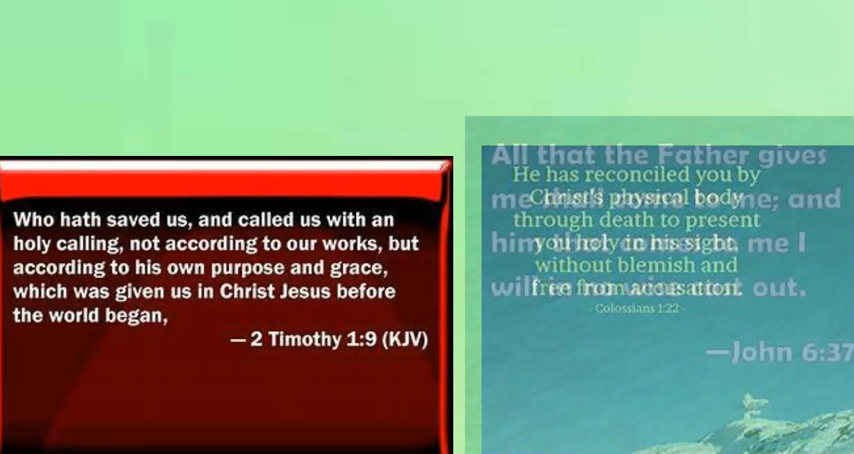 Who hath saved us, and called us with an
holy calling, not according to our works, but
according to his own purpose and grace,
which was given us in Christ Jesus before
the world began,
— 2 Timothy 1:9 (KJV)
All that the Father gives
me; and
him me I
will out.
—John 6:37
He has reconciled you by
Christ's physical body
through death to present
you holy in his sight,
without blemish and
free from accusation.
- Colossians 1:22 -